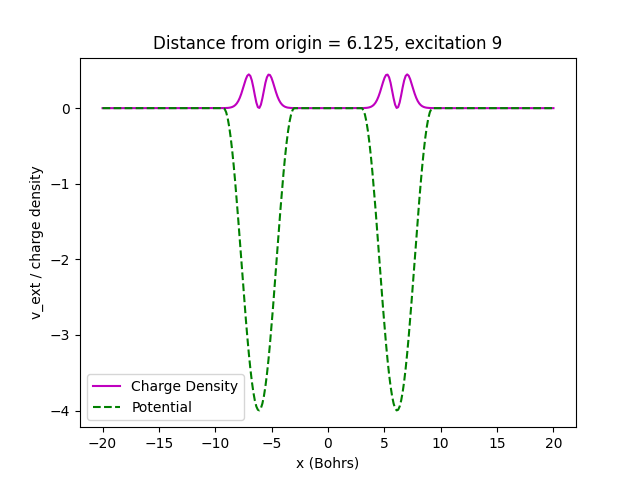 Distance from origin = 6.125, excitation 9
v_ext / charge density
0
−1
−2
−3
−4
Charge Density
Potential
−20
−15
−10
−5
0
5
10
15
20
x (Bohrs)